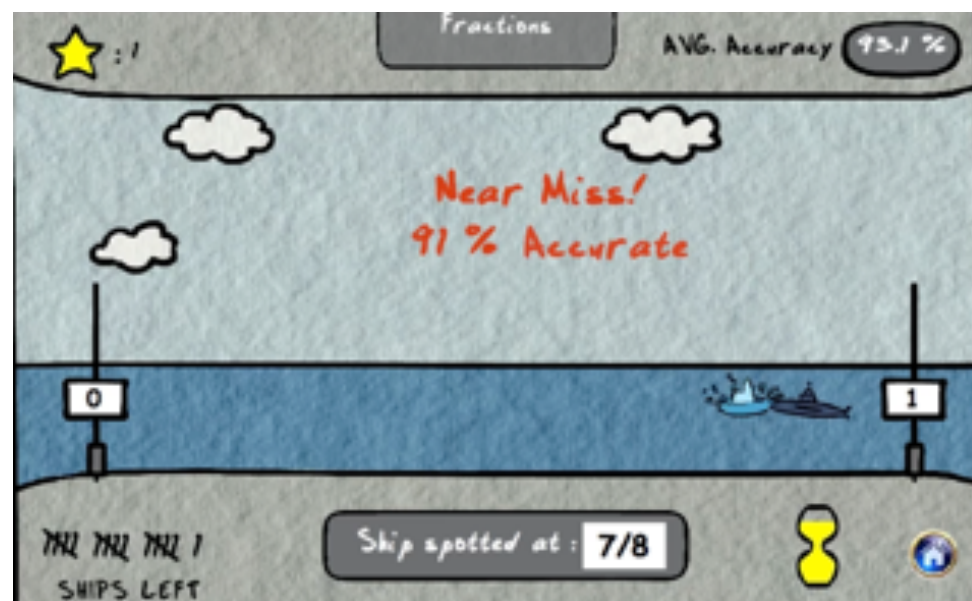 : 1
Fractions
AVG. Accuracy 93.1 %
Near Miss!
91 % Accurate
0
1
SHIPS LEFT
Ship spotted at : 7/8